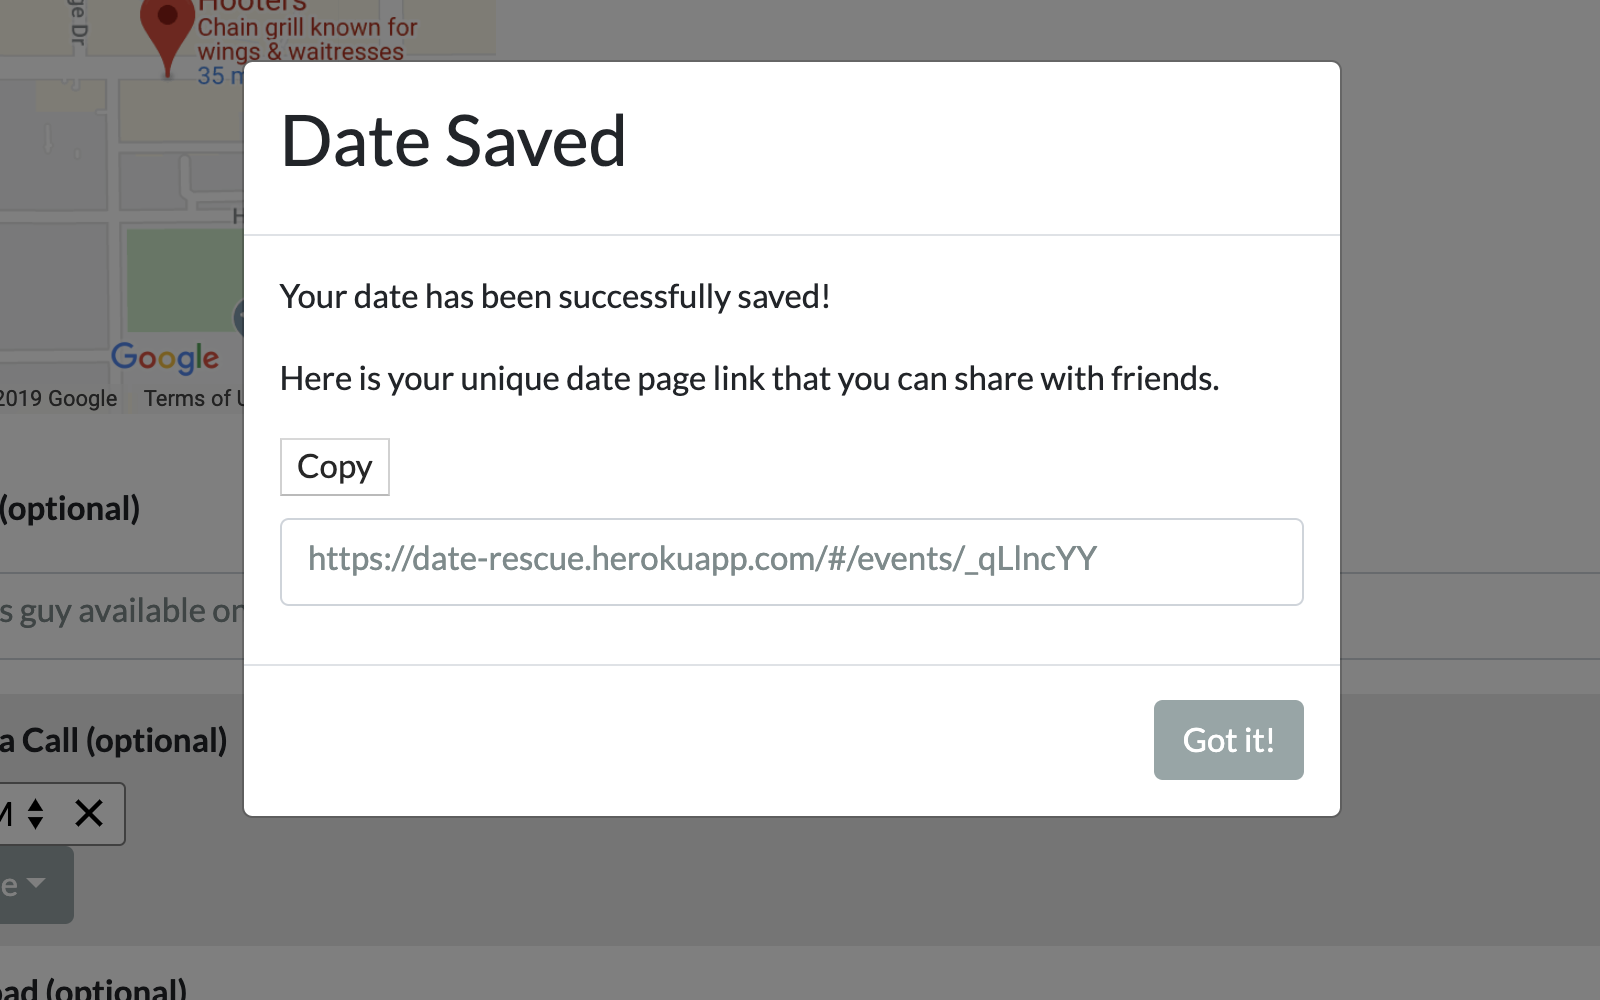 Hooters
Chain grill known for
wings & waitresses
35 m
ge Dr
H
Google
2019 Google
Terms of U
Date Saved
Your date has been successfully saved!
Here is your unique date page link that you can share with friends.
Copy
https://date-rescue.herokuapp.com/#/events/_qLlncYY
Got it!
(optional)
s guy available or
a Call (optional)
M
e
oad (optional)